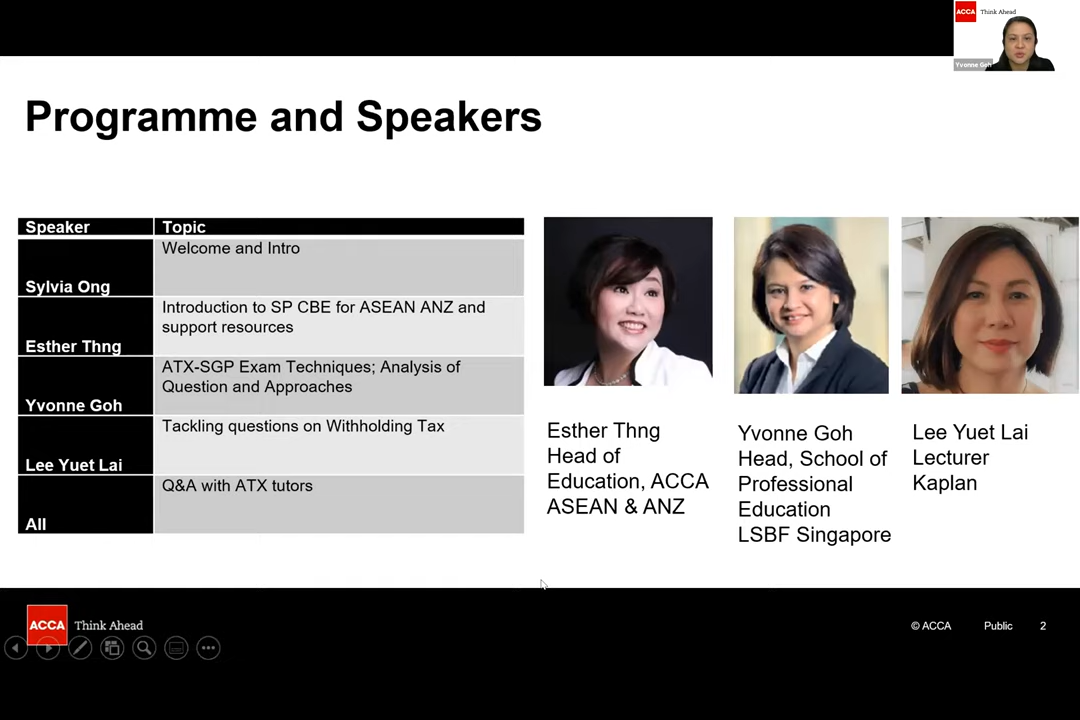 ACCA Think Ahead
Yvonne Goh
Programme and Speakers
Speaker Topic
Welcome and Intro
Sylvia Ong
Introduction to SP CBE for ASEAN ANZ and
support resources
Esther Thng
ATX-SGP Exam Techniques; Analysis of
Question and Approaches
Yvonne Goh
Tackling questions on Withholding Tax
Lee Yuet Lai
Q&A with ATX tutors
All
Esther Thng
Head of
Education, ACCA
ASEAN & ANZ
Yvonne Goh
Head, School of
Professional
Education
LSBF Singapore
Lee Yuet Lai
Lecturer
Kaplan
ACCA Think Ahead
© ACCA Public 2